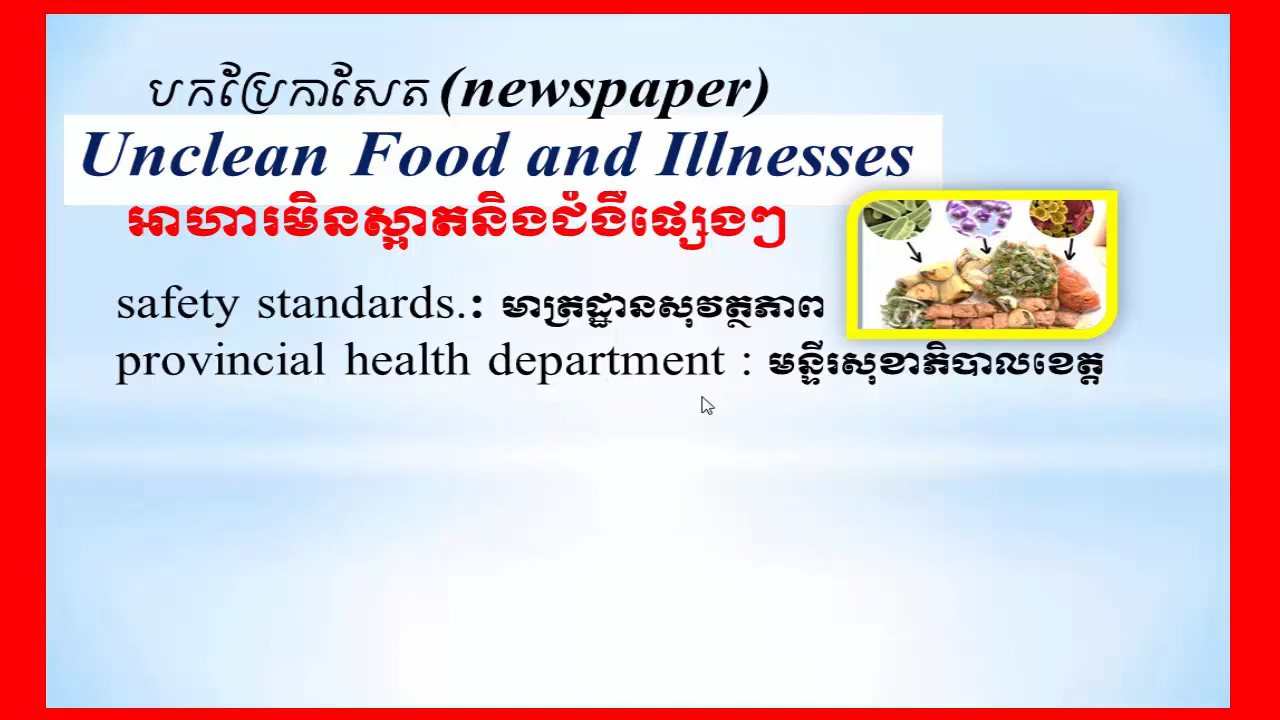 បកប្រែកាសែត (newspaper)
Unclean Food and Illnesses
អាហារមិនស្អាតនិងជំងឺផ្សេងៗ
safety standards.: មាត្រដ្ឋានសុវត្ថភាព
provincial health department : មន្ទីរសុខាភិបាលខេត្ត